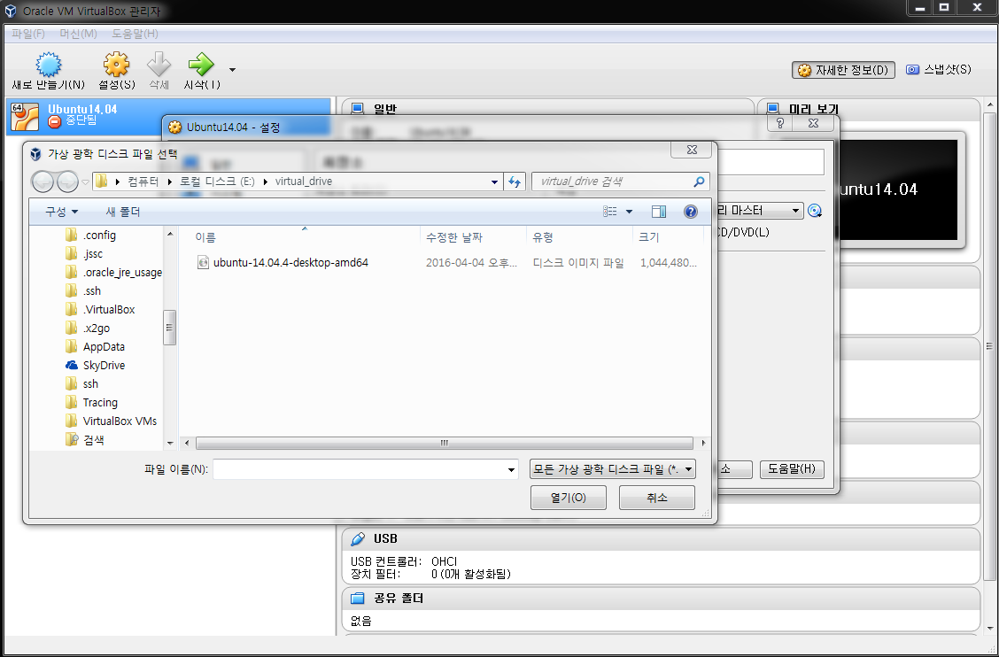 Oracle VM VirtualBox 관리자
파일(F) 머신(M) 도움말(H)
새로 만들기(N) 설정(S) 삭제 시작(T)
자세한 정보(D) 스냅샷(S)
64
Ubuntu14.04
중단됨
일반
미리 보기
Ubuntu14.04 - 설정
가상 광학 디스크 파일 선택
컴퓨터 로컬 디스크 (E:) virtual_drive
virtual_drive 검색
구성 새 폴더
이름 수정한 날짜 유형 크기
ubuntu-14.04.4-desktop-amd64 2016-04-04 오후... 디스크 이미지 파일 1,044,480...
.config
.jssc
.oracle_jre_usage
.ssh
.VirtualBox
.x2go
AppData
SkyDrive
ssh
Tracing
VirtualBox VMs
검색
파일 이름(N):
모든 가상 광학 디스크 파일 (*.
열기(O) 취소
리 마스터
CD/DVD(L)
untu14.04
소 도움말(H)
USB
USB 컨트롤러: OHCI
장치 필터: 0 (0개 활성화됨)
공유 폴더
없음